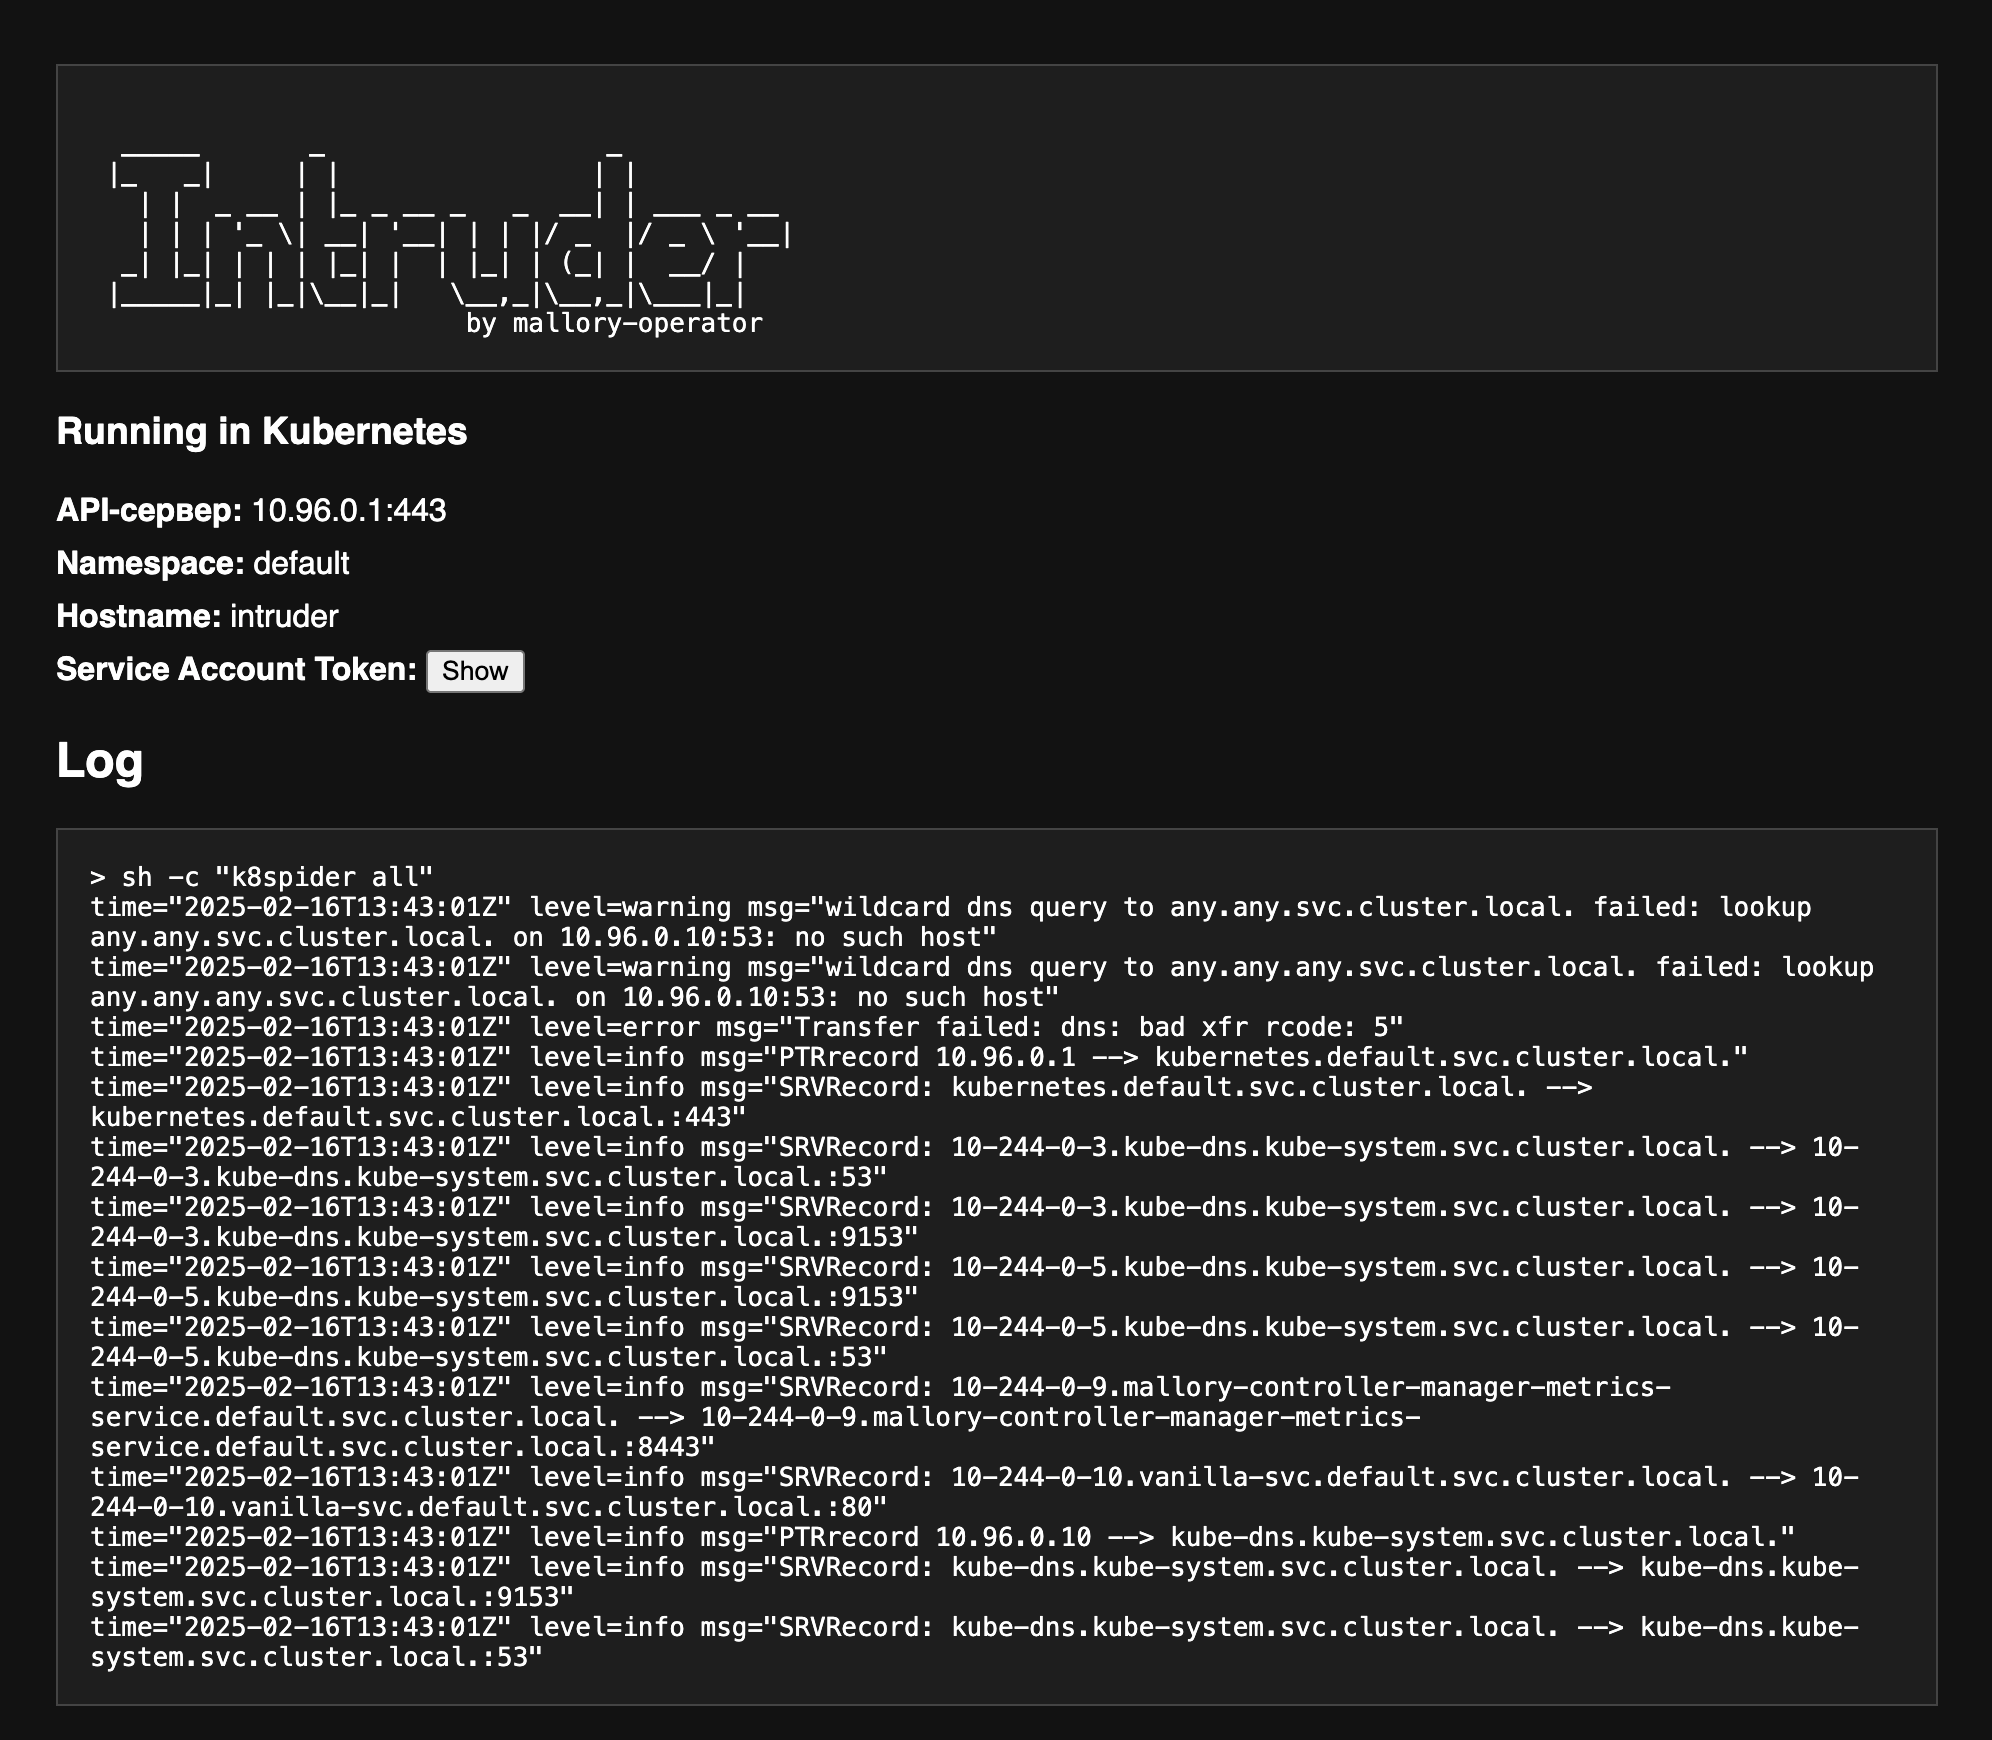 Intruder
by mallory-operator
Running in Kubernetes
API-сервер: 10.96.0.1:443
Namespace: default
Hostname: intruder
Service Account Token: Show
Log
> sh -c "k8spider all"
time="2025-02-16T13:43:01Z" level=warning msg="wildcard dns query to any.any.svc.cluster.local. failed: lookup
any.any.svc.cluster.local. on 10.96.0.10:53: no such host"
time="2025-02-16T13:43:01Z" level=warning msg="wildcard dns query to any.any.any.svc.cluster.local. failed: lookup
any.any.any.svc.cluster.local. on 10.96.0.10:53: no such host"
time="2025-02-16T13:43:01Z" level=error msg="Transfer failed: dns: bad xfr rcode: 5"
time="2025-02-16T13:43:01Z" level=info msg="PTRrecord 10.96.0.1 --> kubernetes.default.svc.cluster.local."
time="2025-02-16T13:43:01Z" level=info msg="SRVRecord: kubernetes.default.svc.cluster.local. -->
kubernetes.default.svc.cluster.local.:443"
time="2025-02-16T13:43:01Z" level=info msg="SRVRecord: 10-244-0-3.kube-dns.kube-system.svc.cluster.local. --> 10-
244-0-3.kube-dns.kube-system.svc.cluster.local.:53"
time="2025-02-16T13:43:01Z" level=info msg="SRVRecord: 10-244-0-3.kube-dns.kube-system.svc.cluster.local. --> 10-
244-0-3.kube-dns.kube-system.svc.cluster.local.:9153"
time="2025-02-16T13:43:01Z" level=info msg="SRVRecord: 10-244-0-5.kube-dns.kube-system.svc.cluster.local. --> 10-
244-0-5.kube-dns.kube-system.svc.cluster.local.:9153"
time="2025-02-16T13:43:01Z" level=info msg="SRVRecord: 10-244-0-5.kube-dns.kube-system.svc.cluster.local. --> 10-
244-0-5.kube-dns.kube-system.svc.cluster.local.:53"
time="2025-02-16T13:43:01Z" level=info msg="SRVRecord: 10-244-0-9.mallory-controller-manager-metrics-
service.default.svc.cluster.local. --> 10-244-0-9.mallory-controller-manager-metrics-
service.default.svc.cluster.local.:8443"
time="2025-02-16T13:43:01Z" level=info msg="SRVRecord: 10-244-0-10.vanilla-svc.default.svc.cluster.local. --> 10-
244-0-10.vanilla-svc.default.svc.cluster.local.:80"
time="2025-02-16T13:43:01Z" level=info msg="PTRrecord 10.96.0.10 --> kube-dns.kube-system.svc.cluster.local."
time="2025-02-16T13:43:01Z" level=info msg="SRVRecord: kube-dns.kube-system.svc.cluster.local. --> kube-dns.kube-
system.svc.cluster.local.:9153"
time="2025-02-16T13:43:01Z" level=info msg="SRVRecord: kube-dns.kube-system.svc.cluster.local. --> kube-dns.kube-
system.svc.cluster.local.:53"